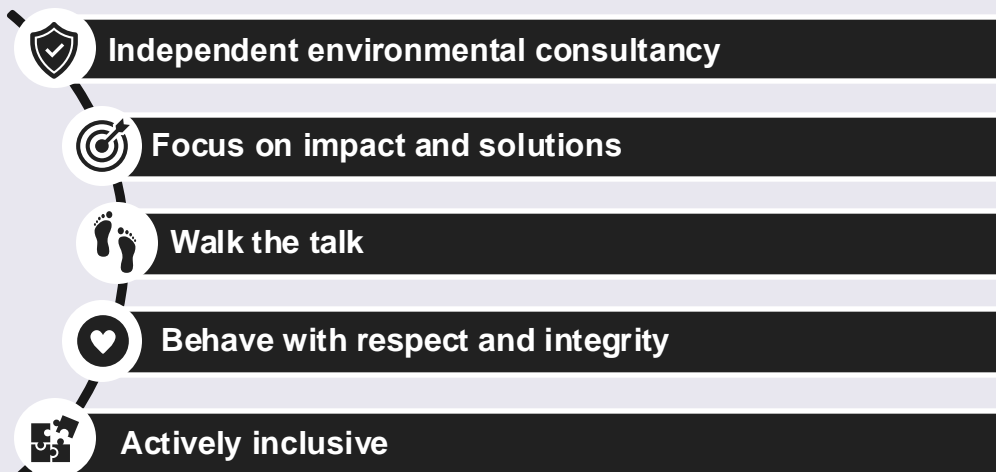 Independent environmental consultancy
Focus on impact and solutions
Walk the talk
Behave with respect and integrity
Actively inclusive